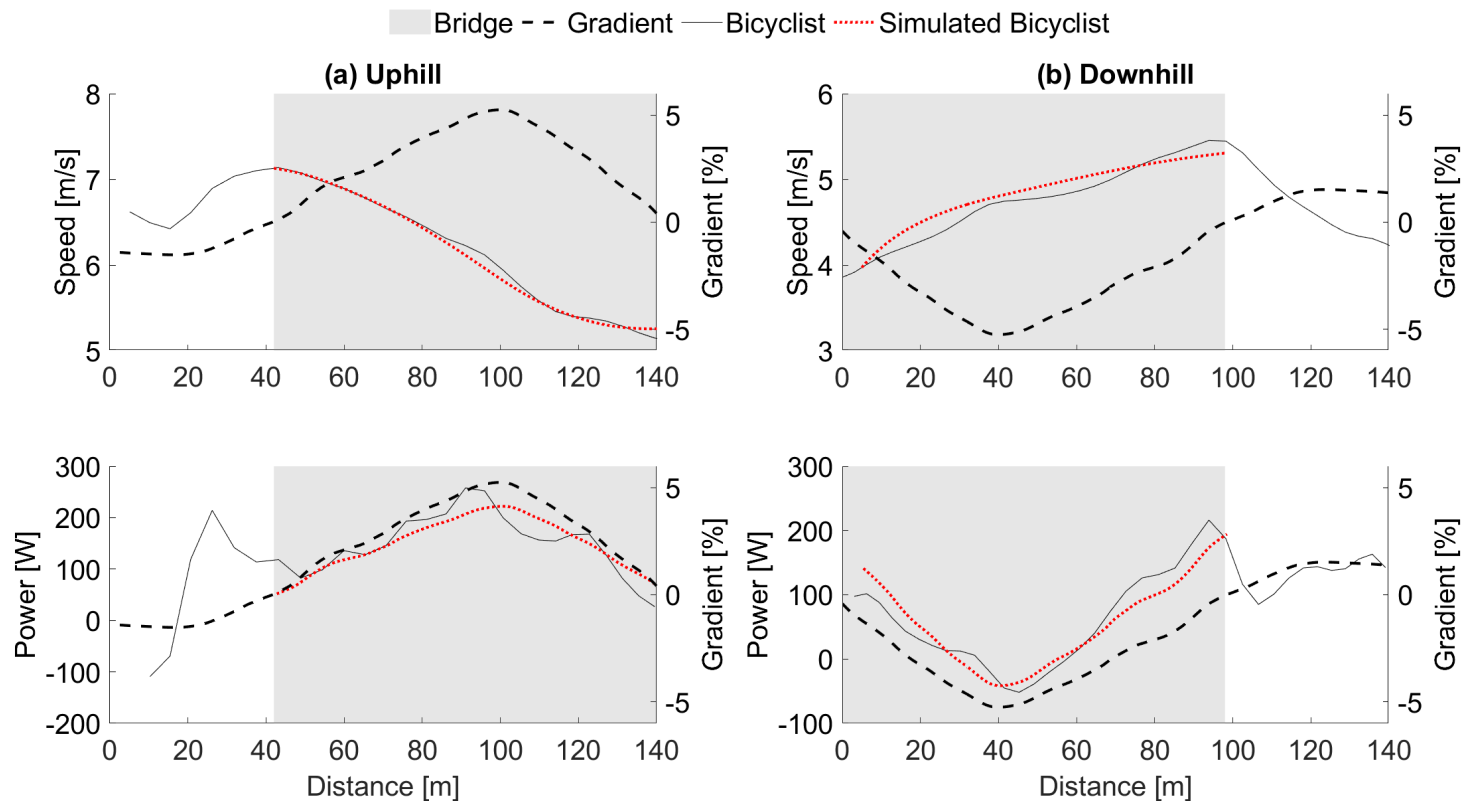 Bridge Gradient Bicyclist Simulated Bicyclist
(a) Uphill
8
7
6
5
Speed [m/s]
5
0
-5
Gradient [%]
0 20 40 60 80 100 120 140
(b) Downhill
6
5
4
3
Speed [m/s]
5
0
-5
Gradient [%]
0 20 40 60 80 100 120 140
300
200
100
0
-100
-200
Power [W]
5
0
-5
Gradient [%]
0 20 40 60 80 100 120 140
Distance [m]
300
200
100
0
-100
Power [W]
5
0
-5
Gradient [%]
0 20 40 60 80 100 120 140
Distance [m]